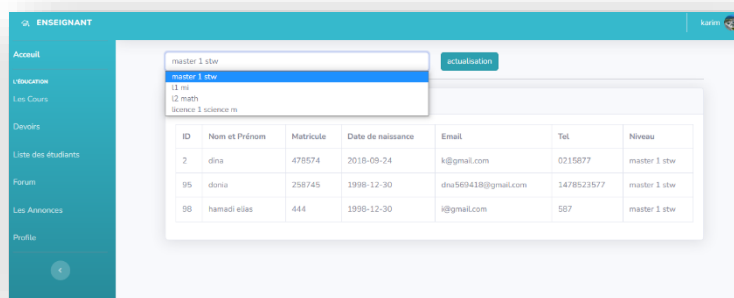 ENSEIGNANT
karim
Acceuil
L'ÉDUCATION
Les Cours
Devoirs
Liste des étudiants
Forum
Les Annonces
Profile
master 1 stw
actualisation
master 1 stw
l1 mi
l2 math
licence 1 science m
ID Nom et Prénom Matricule Date de naissance Email Tel Niveau
2 dina 478574 2018-09-24 k@gmail.com 0215877 master 1 stw
95 donia 258745 1998-12-30 dna569418@gmail.com 1478523577 master 1 stw
98 hamadi elias 444 1998-12-30 i@gmail.com 587 master 1 stw